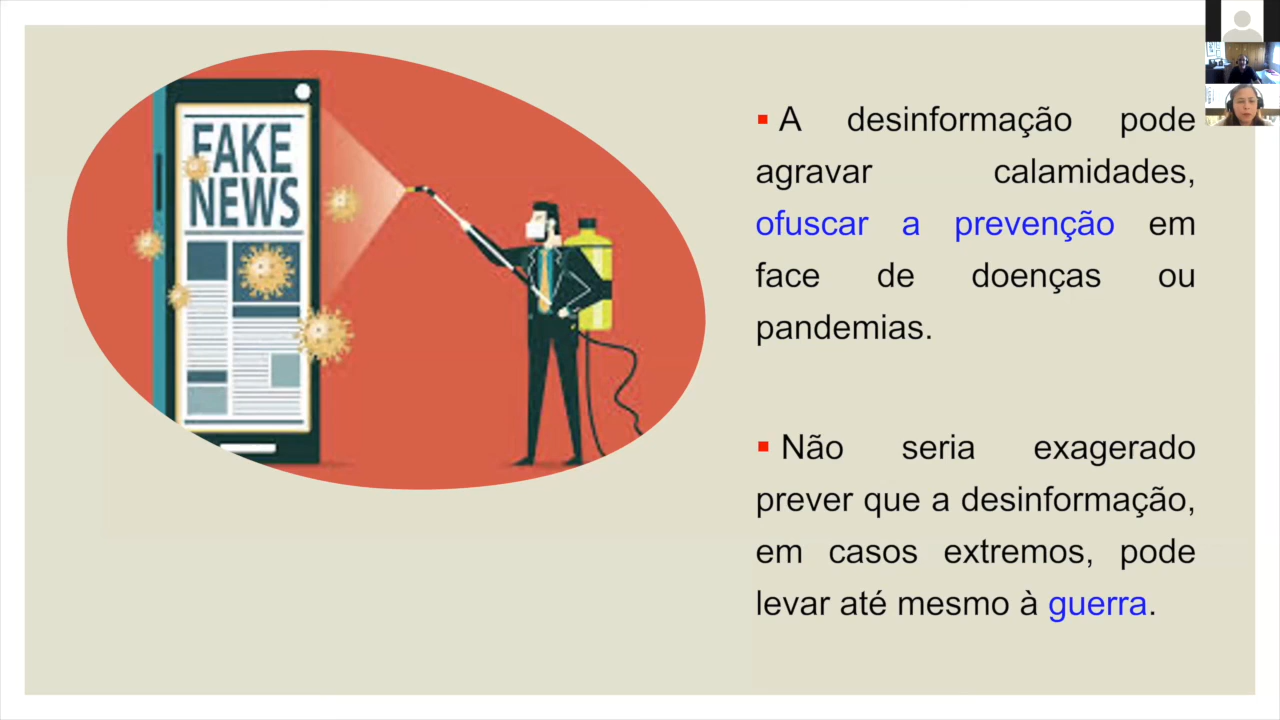 FAKE
NEWS
A desinformação pode
agravar calamidades,
ofuscar a prevenção em
face de doenças ou
pandemias.
Não seria exagerado
prever que a desinformação,
em casos extremos, pode
levar até mesmo à guerra.